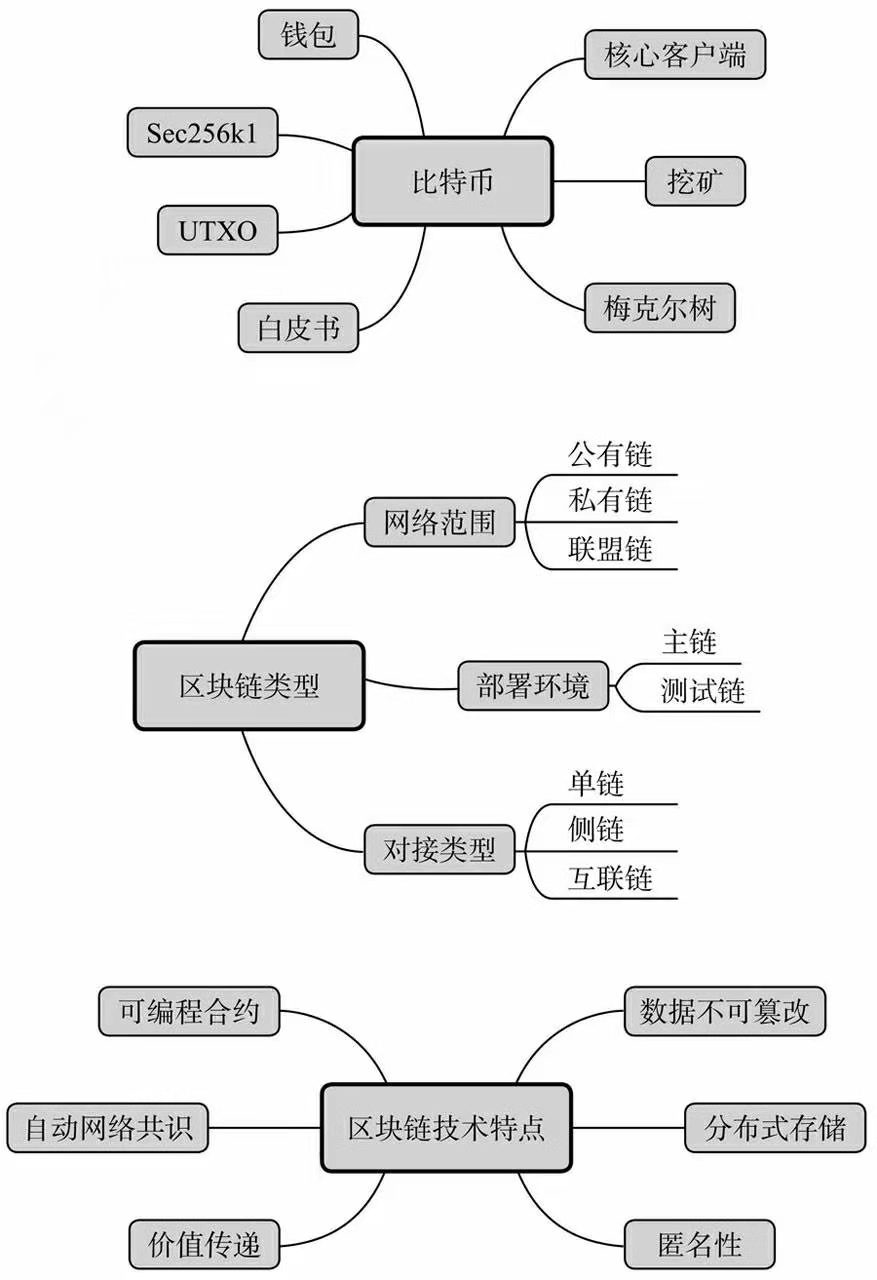 钱包
核心客户端
Sec256k1
比特币
挖矿
UTXO
白皮书
梅克尔树
公有链
网络范围
私有链
联盟链
主链
区块链类型
部署环境
测试链
单链
对接类型
侧链
互联链
可编程合约
数据不可篡改
自动网络共识
区块链技术特点
分布式存储
价值传递
匿名性